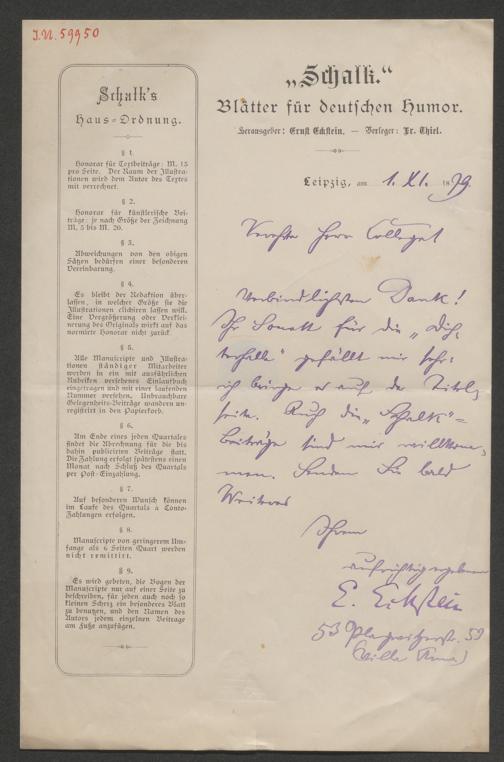 J.N. 59950
Schalk's
Haus-Ordnung.
§ 1.
Honorar für Textbeiträge: M. 15
pro Seite. Der Raum der Illustra-
tionen wird dem Autor des Textes
mit verrechnet.
§ 2.
Honorar für künstlerische Bei-
träge: je nach Größe der Zeichnung
M. 5 bis M. 20.
§ 3.
Abweichungen von den obigen
Sätzen bedürfen einer besonderen
Vereinbarung.
§ 4.
Es bleibt der Redaktion über-
lassen, in welcher Größe sie die
Illustrationen clichiren lassen will.
Eine Vergrößerung oder Verklei-
nerung des Originals wirkt auf das
normirte Honorar nicht zurück.
§ 5.
Alle Manuscripte und Illustra-
tionen ständiger Mitarbeiter
werden in ein mit ausführlichen
Rubriken versehenes Einlaufbuch
eingetragen und mit einer laufenden
Nummer versehen. Unbrauchbare
Gelegenheits-Beiträge wandern un-
registrirt in den Papierkorb.
§ 6.
Am Ende eines jeden Quartales
findet die Abrechnung für die bis
dahin publicirten Beiträge statt.
Die Zahlung erfolgt spätestens einen
Monat nach Schluß des Quartals
per Post-Einzahlung.
§ 7.
Auf besonderen Wunsch können
im Laufe des Quartals à Conto-
Zahlungen erfolgen.
§ 8.
Manuscripte von geringerem Um-
fange als 6 Seiten Quart werden
nicht remittirt.
§ 9.
Es wird gebeten, die Bogen der
Manuscripte nur auf einer Seite zu
beschreiben, für jeden auch noch so
kleinen Scherz ein besonderes Blatt
zu benutzen, und den Namen des
Autors jedem einzelnen Beitrage
am Fuße anzufügen.
„Schalk."
Blätter für deutschen Humor.
Herausgeber: Ernst Eckstein. — Verleger: Fr. Thiel.
Leipzig, am 1. XI. 1879.
Verehrter Herr College!
Verbindlichsten Dank!
Ihr Sonett für die „Dich-
terhalle" gefällt mir sehr:
ich bringe es auf der Titel-
seite. Auch die „Schalk"=
Beiträge sind mir willkom-
men. Senden Sie bald
Weiteres
Ihrem
aufrichtig ergebenen
E. Eckstein
53 Plagwitzerstr. 53
(Villa Anna)